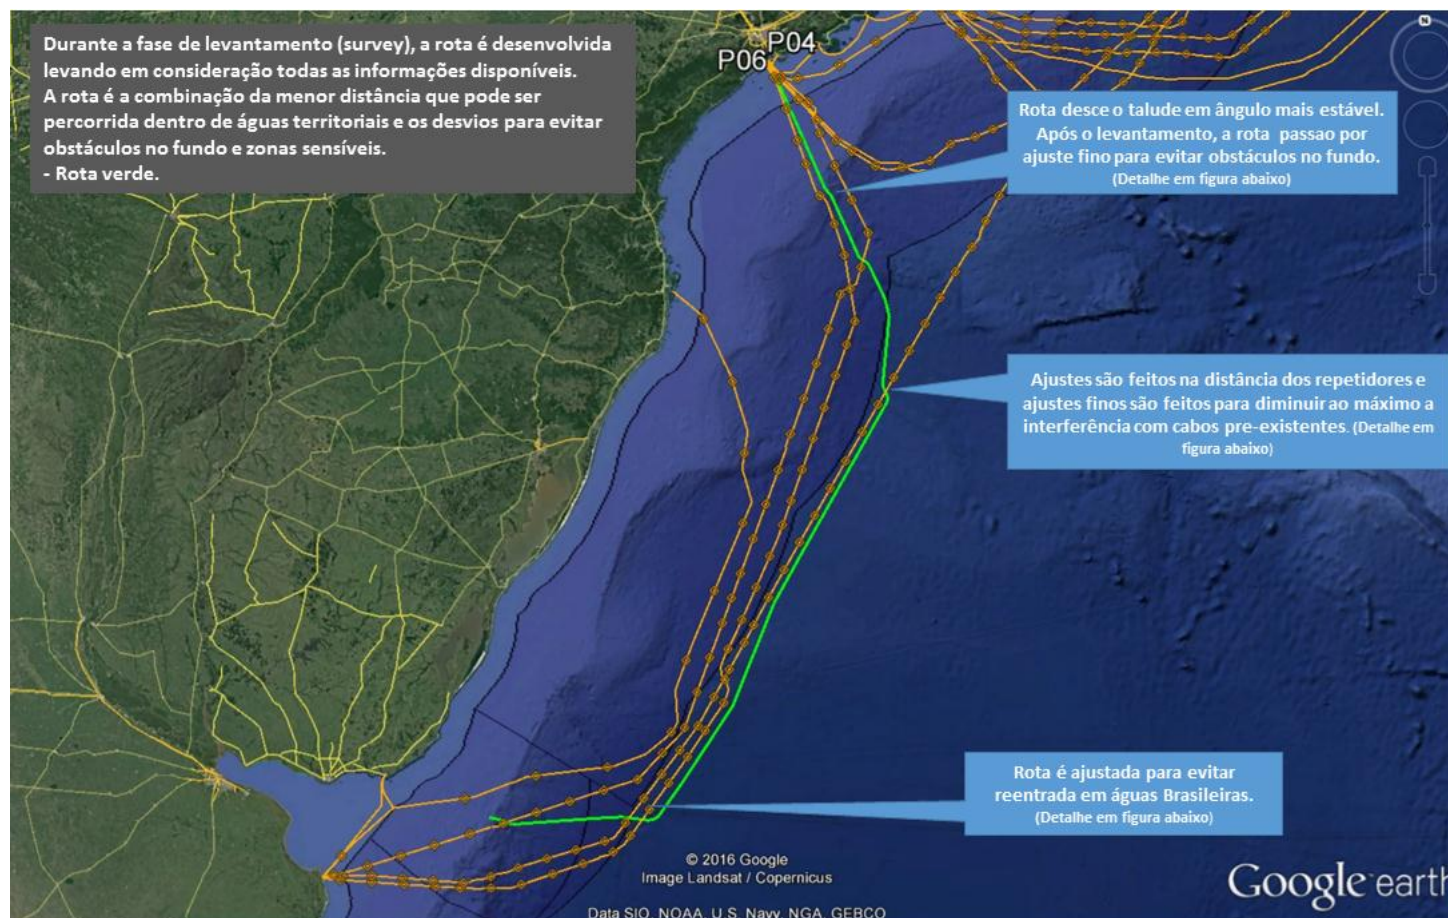 Durante a fase de levantamento (survey), a rota é desenvolvida
levando em consideração todas as informações disponíveis.
A rota é a combinação da menor distância que pode ser
percorrida dentro de águas territoriais e os desvios para evitar
obstáculos no fundo e zonas sensíveis.
- Rota verde.
P04
P06
N
Rota desce o talude em ângulo mais estável.
Após o levantamento, a rota passao por
ajuste fino para evitar obstáculos no fundo.
(Detalhe em figura abaixo)
Ajustes são feitos na distância dos repetidores e
ajustes finos são feitos para diminuir ao máximo a
interferência com cabos pre-existentes. (Detalhe em
figura abaixo)
Rota é ajustada para evitar
reentrada em águas Brasileiras.
(Detalhe em figura abaixo)
© 2016 Google
Image Landsat / Copernicus
Data SIO, NOAA, U.S. Navy, NGA, GEBCO
Google earth